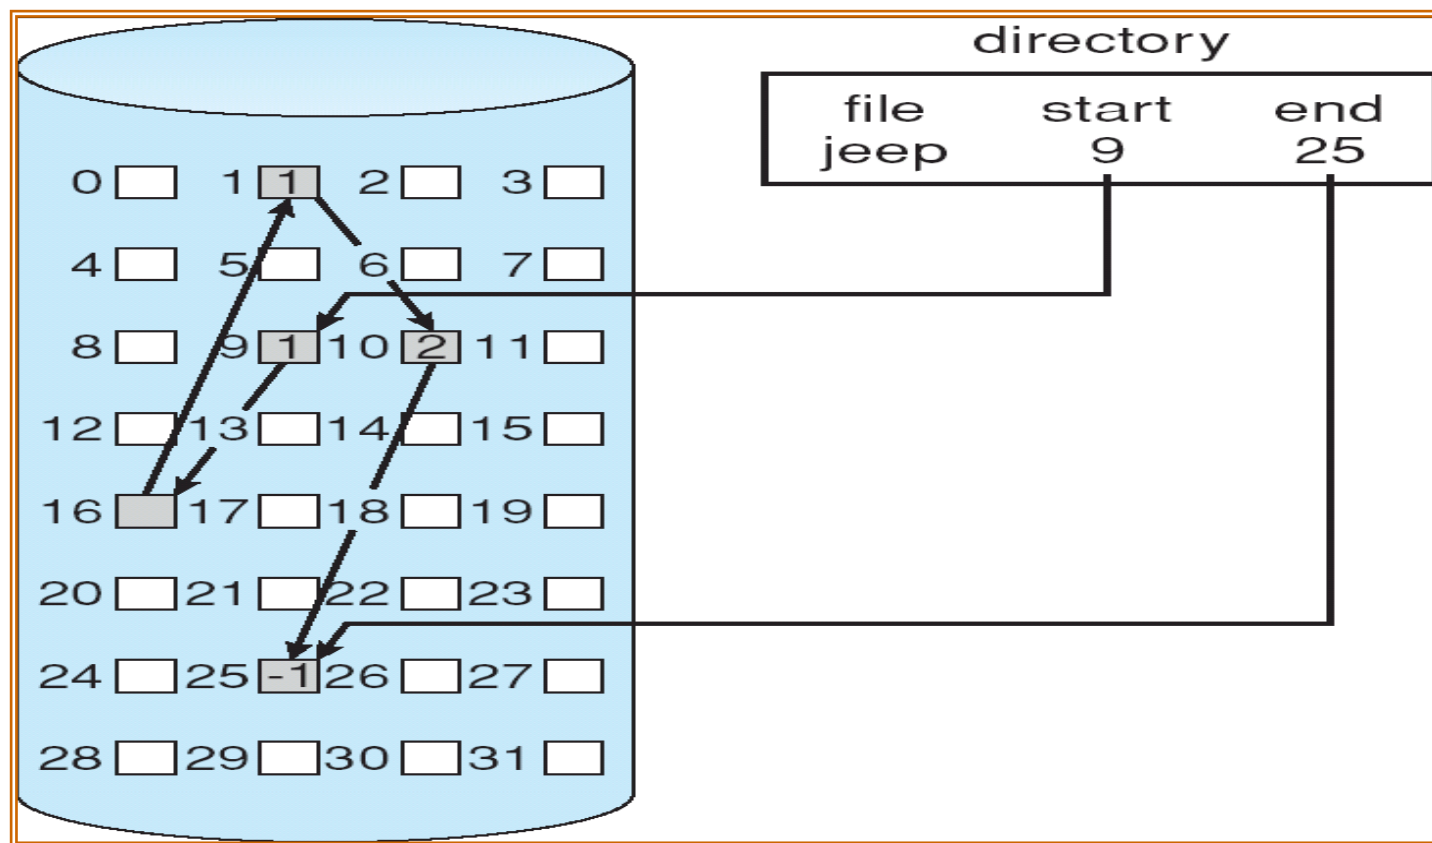 directory
file start end
jeep 9 25
0 1 1 2 3
4 5 6 7
8 9 1 10 2 11
12 13 14 15
16 17 18 19
20 21 22 23
24 25 -1 26 27
28 29 30 31